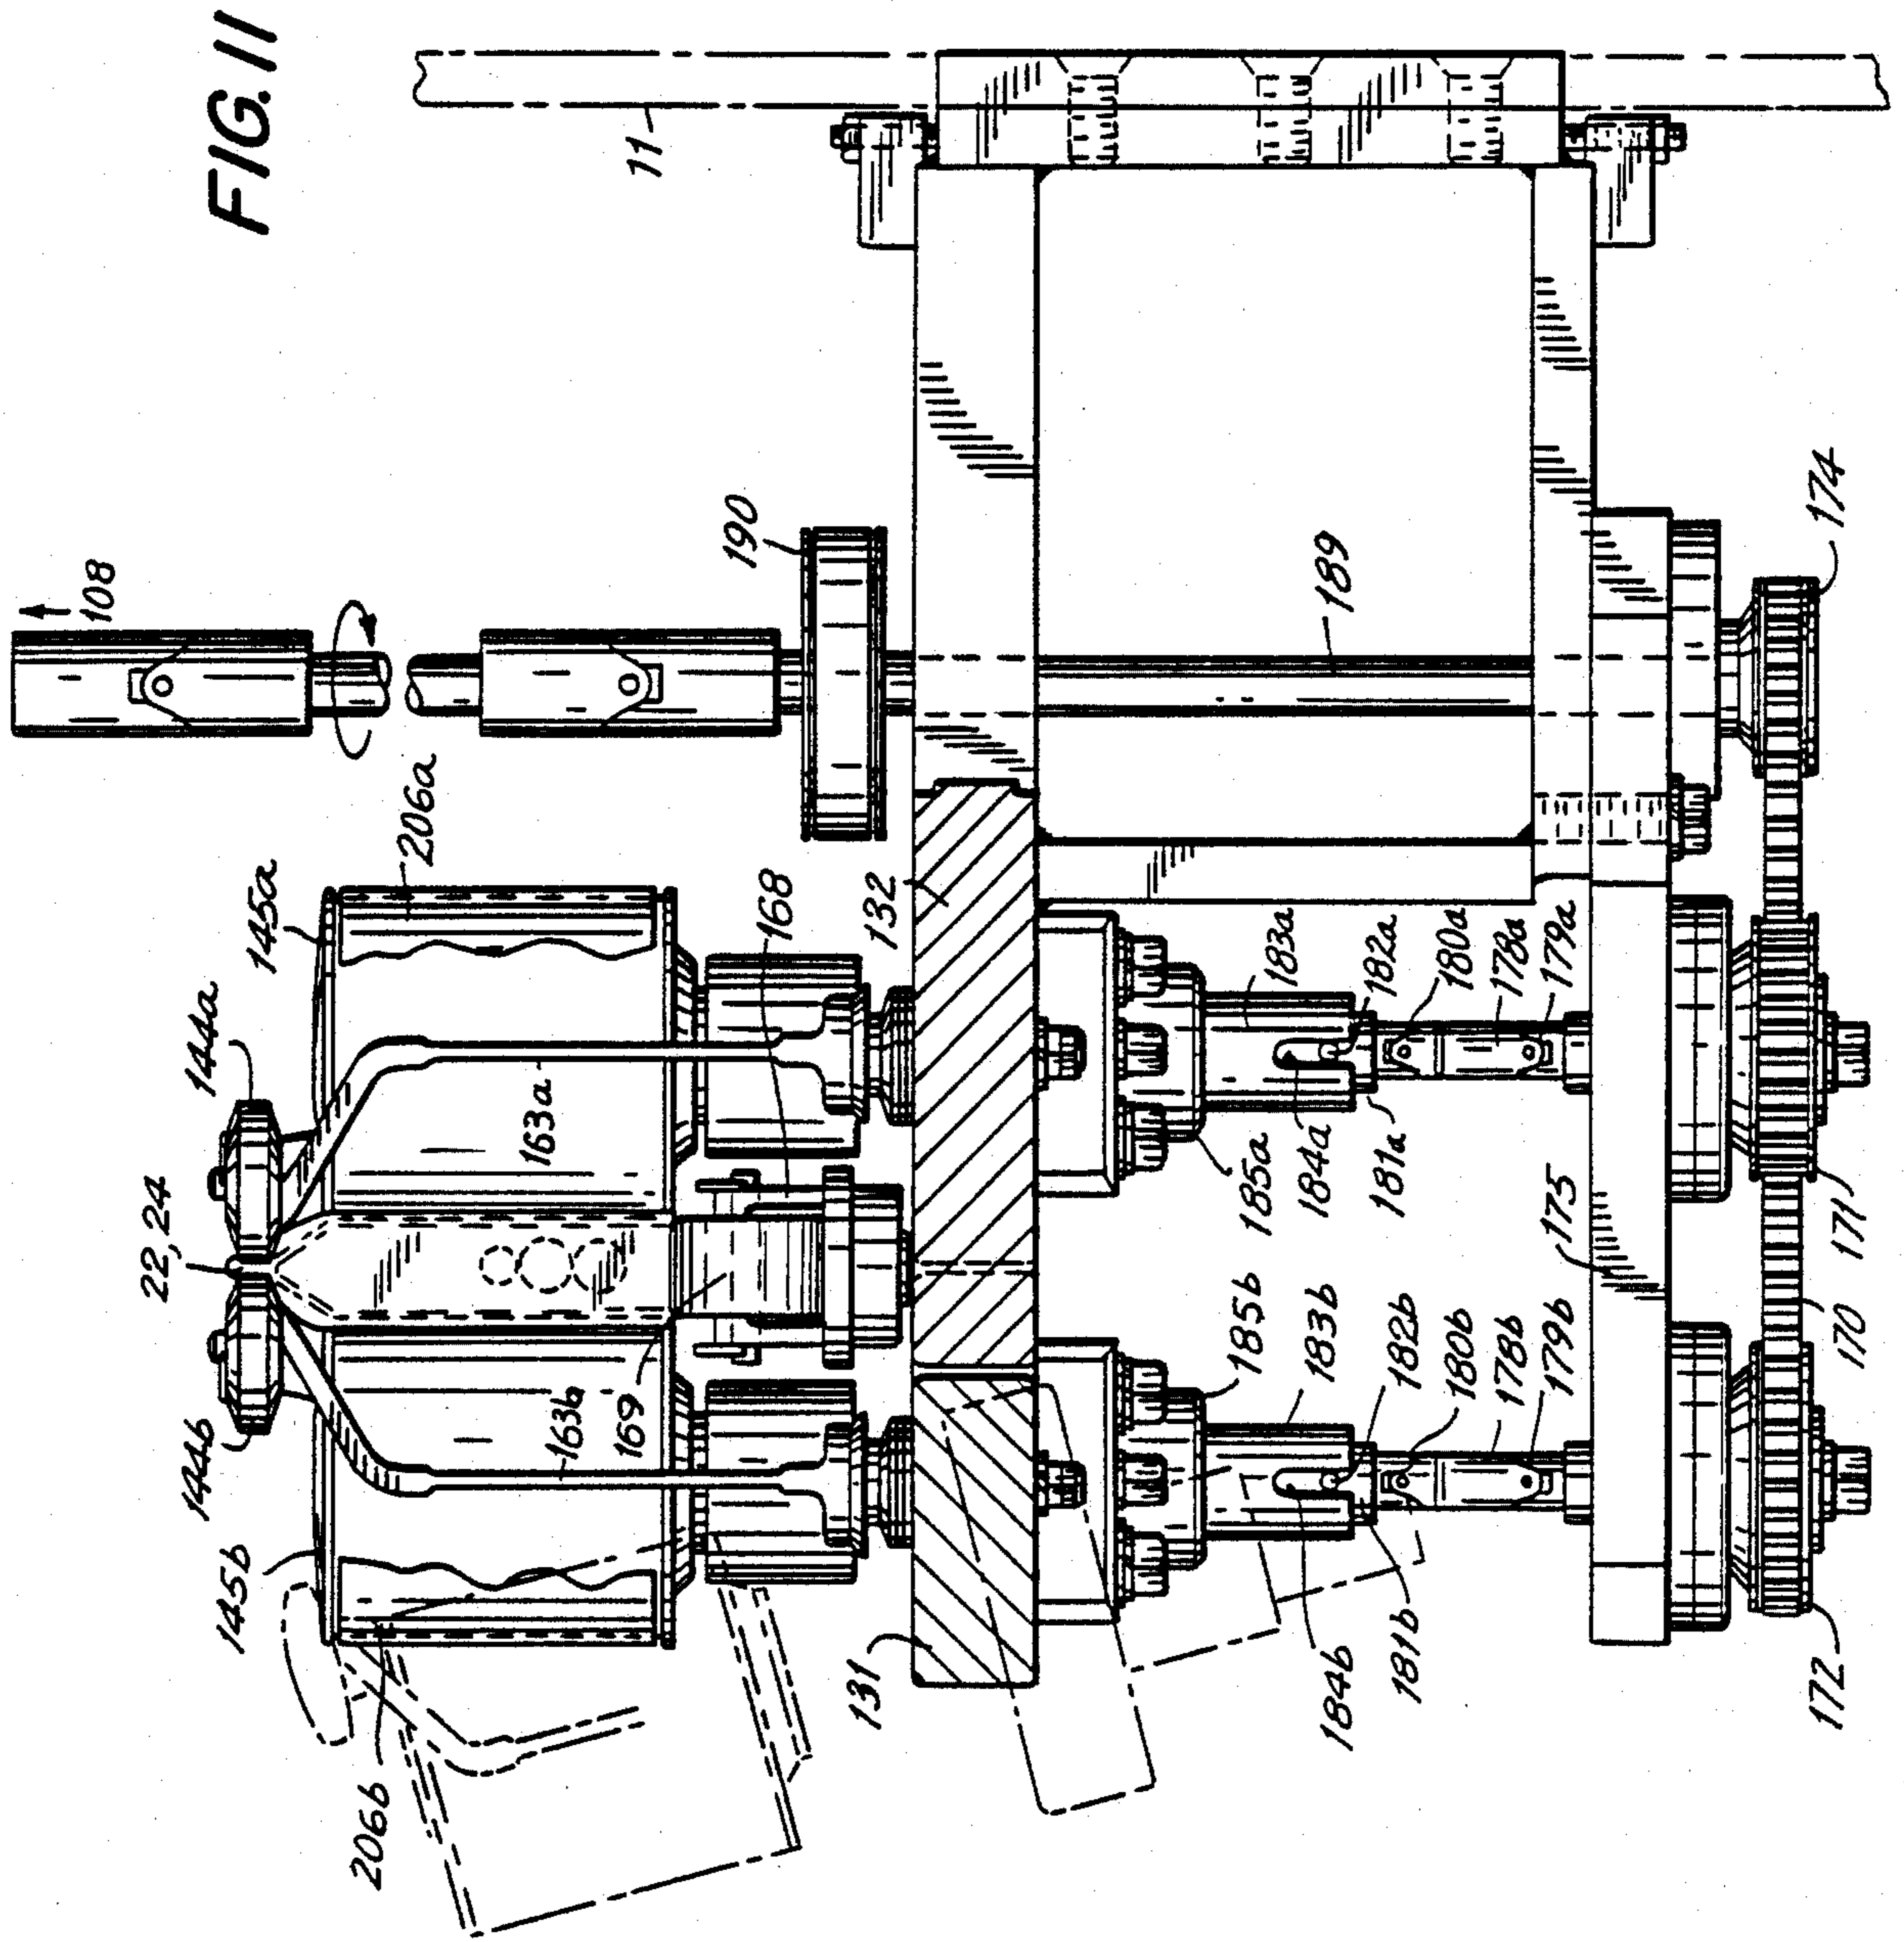 FIG. 11
11
108
190
189
174
206a
145a
168
132
144a
163a
183a
182a
180a
178a
179a
185a
184a
181a
175
171
22, 24
163b
169
185b
183b
182b
180b
178b
179b
170
144b
145b
131
184b
181b
172
206b